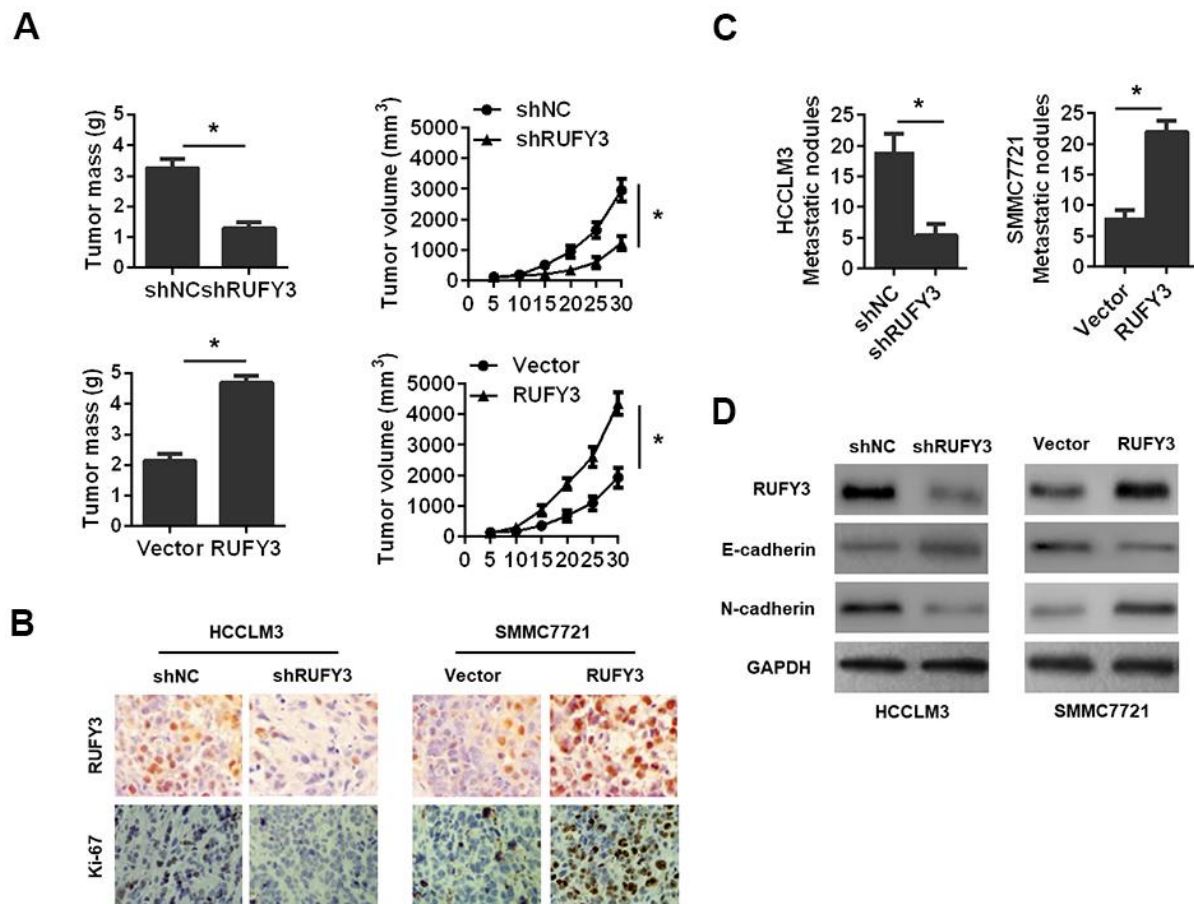 A
Tumor mass (g)
5
4
3
2
1
0
*
shNCshRUFY3
Tumor volume (mm³)
shNC
shRUFY3
5000
4000
3000
2000
1000
0
*
0 5 1015202530
Tumor mass (g)
5
4
3
2
1
0
*
Vector RUFY3
Tumor volume (mm³)
Vector
RUFY3
5000
4000
3000
2000
1000
0
*
0 5 1015202530
B
HCCLM3
SMMC7721
shNC shRUFY3 Vector RUFY3
RUFY3
Ki-67
C
HCCLM3
Metastatic nodules
25
20
15
10
5
0
*
shNC
shRUFY3
SMMC7721
Metastatic nodules
25
20
15
10
5
0
*
Vector
RUFY3
D
shNC shRUFY3 Vector RUFY3
RUFY3
E-cadherin
N-cadherin
GAPDH
HCCLM3 SMMC7721